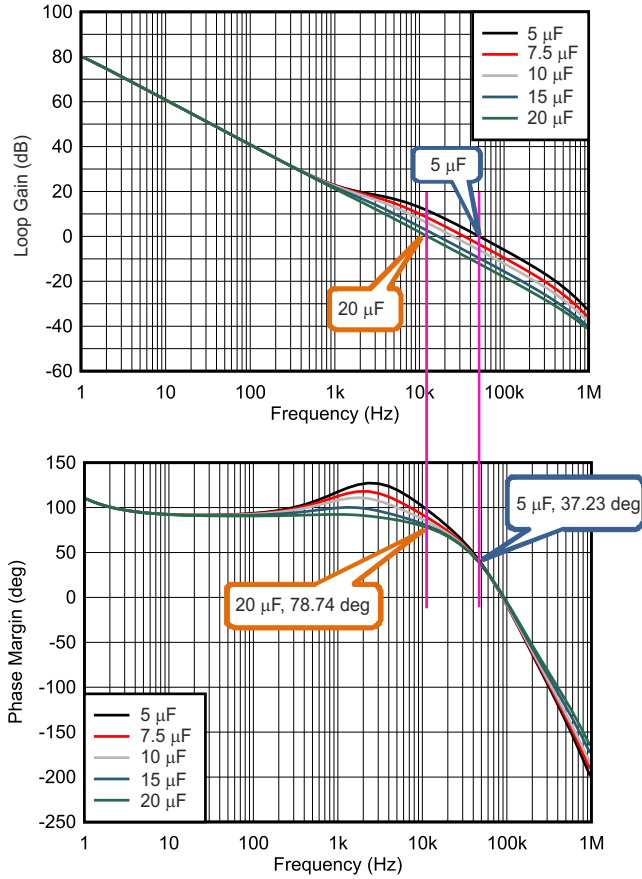 100
80
60
40
20
0
-20
-40
-60
Loop Gain (dB)
5 μF
7.5 μF
10 μF
15 μF
20 μF
5 μF
20 μF
1 10 100 1k 10k 100k 1M
Frequency (Hz)
150
100
50
0
-50
-100
-150
-200
-250
Phase Margin (deg)
5 μF, 37.23 deg
20 μF, 78.74 deg
5 μF
7.5 μF
10 μF
15 μF
20 μF
1 10 100 1k 10k 100k 1M
Frequency (Hz)